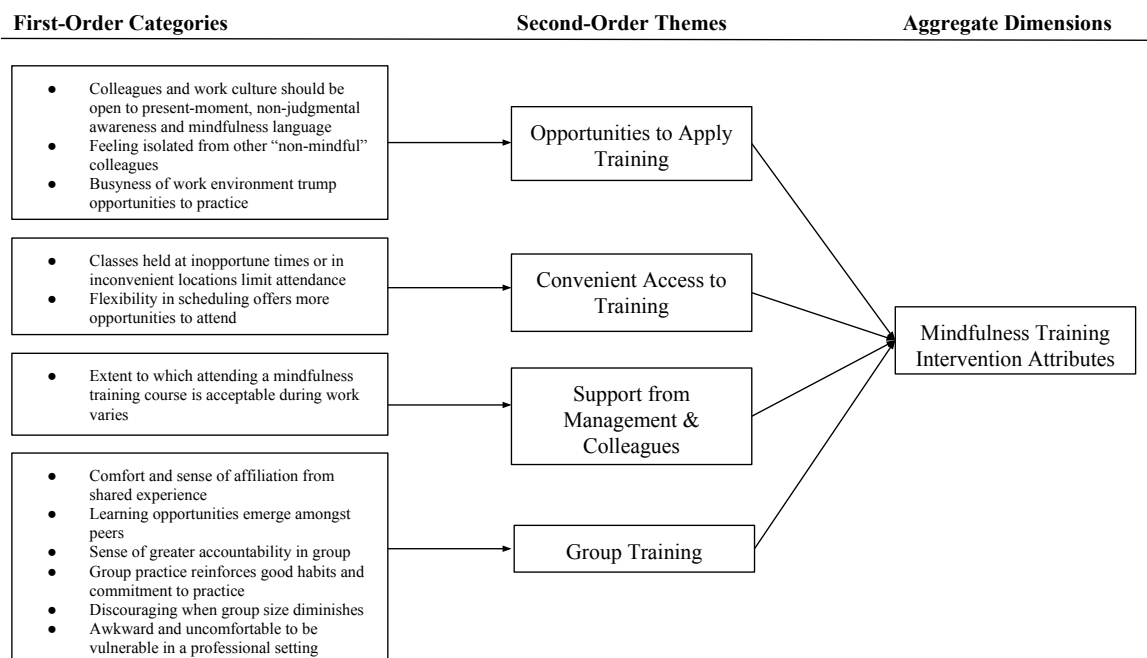 First-Order Categories Second-Order Themes Aggregate Dimensions
● Colleagues and work culture should be
open to present-moment, non-judgmental
awareness and mindfulness language
● Feeling isolated from other “non-mindful”
colleagues
● Busyness of work environment trump
opportunities to practice
Opportunities to Apply
Training
● Classes held at inopportune times or in
inconvenient locations limit attendance
● Flexibility in scheduling offers more
opportunities to attend
Convenient Access to
Training
● Extent to which attending a mindfulness
training course is acceptable during work
varies
Support from
Management &
Colleagues
● Comfort and sense of affiliation from
shared experience
● Learning opportunities emerge amongst
peers
● Sense of greater accountability in group
● Group practice reinforces good habits and
commitment to practice
● Discouraging when group size diminishes
● Awkward and uncomfortable to be
vulnerable in a professional setting
Group Training
Mindfulness Training
Intervention Attributes